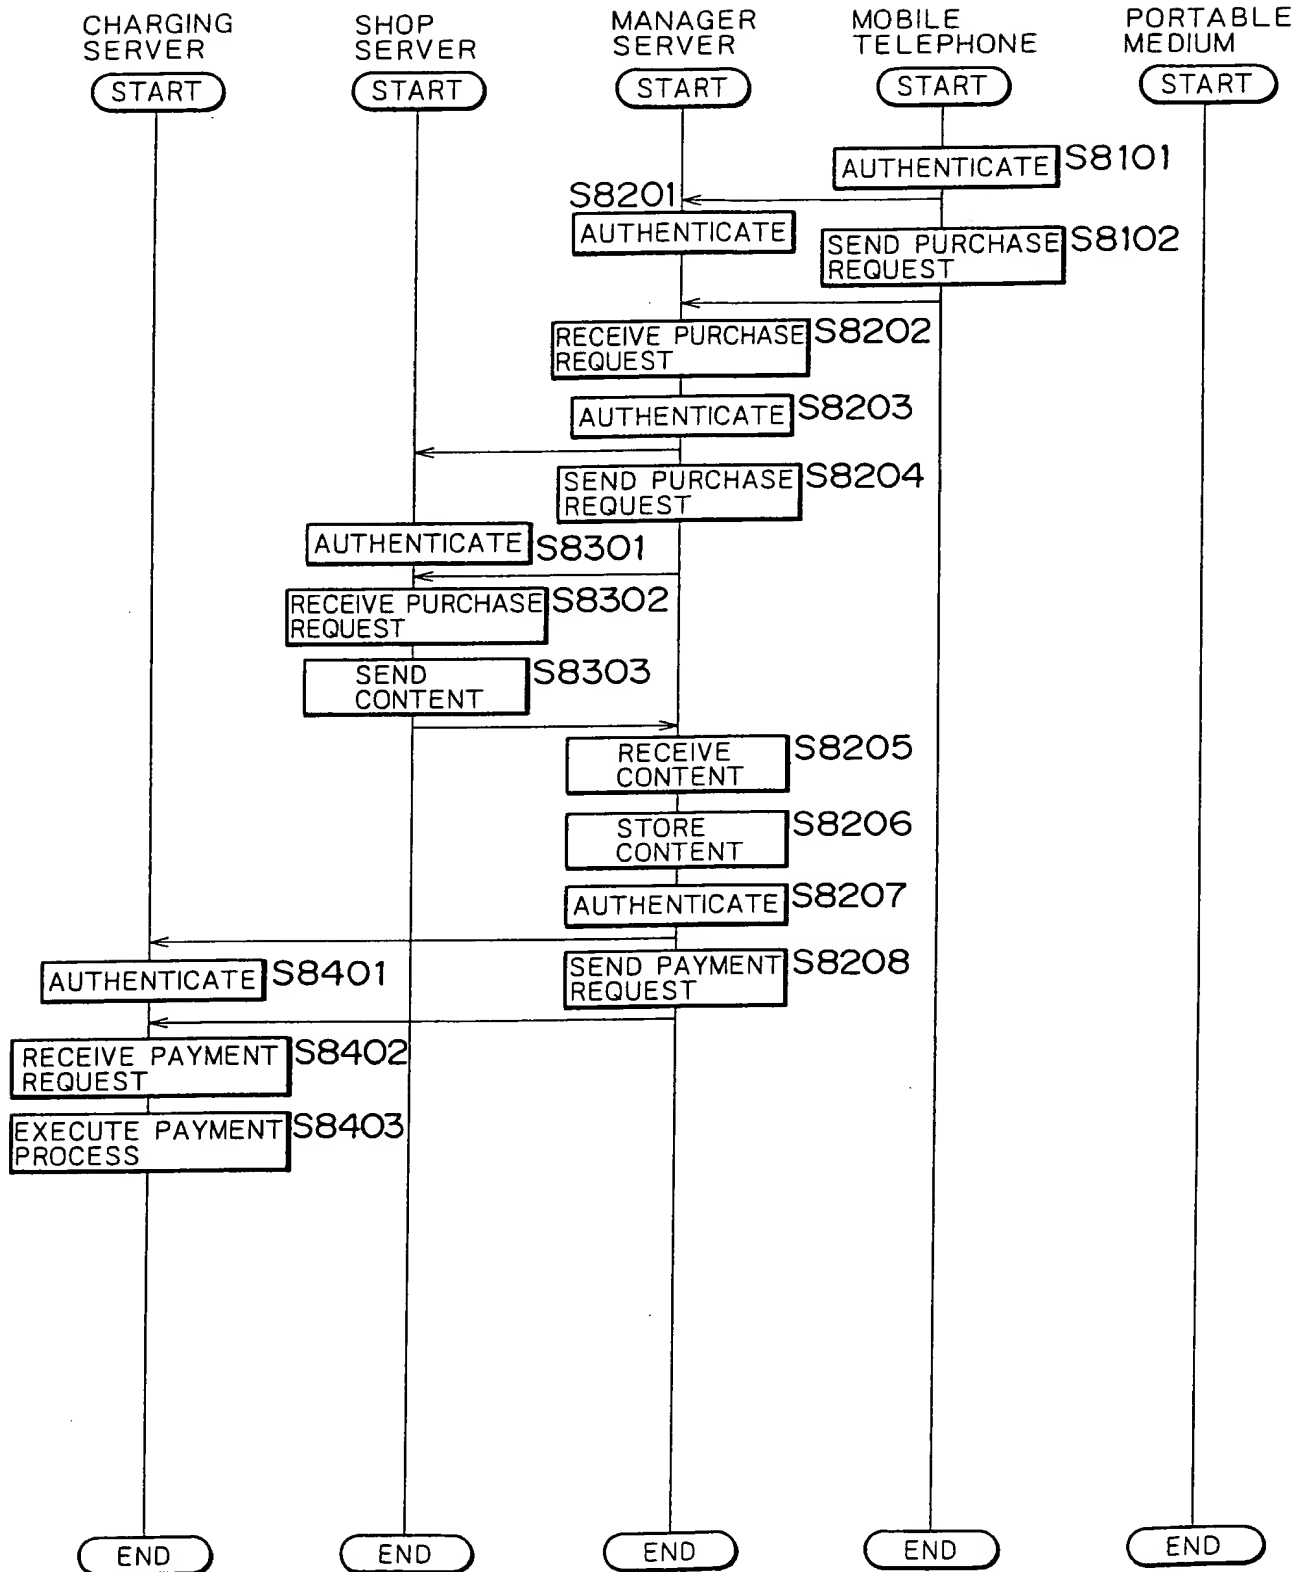 CHARGING
SERVER
SHOP
SERVER
MANAGER
SERVER
MOBILE
TELEPHONE
PORTABLE
MEDIUM
START
START
START
START
START
AUTHENTICATE
S8101
S8201
AUTHENTICATE
SEND PURCHASE
REQUEST
S8102
RECEIVE PURCHASE
REQUEST
S8202
AUTHENTICATE
S8203
SEND PURCHASE
REQUEST
S8204
AUTHENTICATE
S8301
RECEIVE PURCHASE
REQUEST
S8302
SEND
CONTENT
S8303
RECEIVE
CONTENT
S8205
STORE
CONTENT
S8206
AUTHENTICATE
S8207
AUTHENTICATE
S8401
SEND PAYMENT
REQUEST
S8208
RECEIVE PAYMENT
REQUEST
S8402
EXECUTE PAYMENT
PROCESS
S8403
END
END
END
END
END